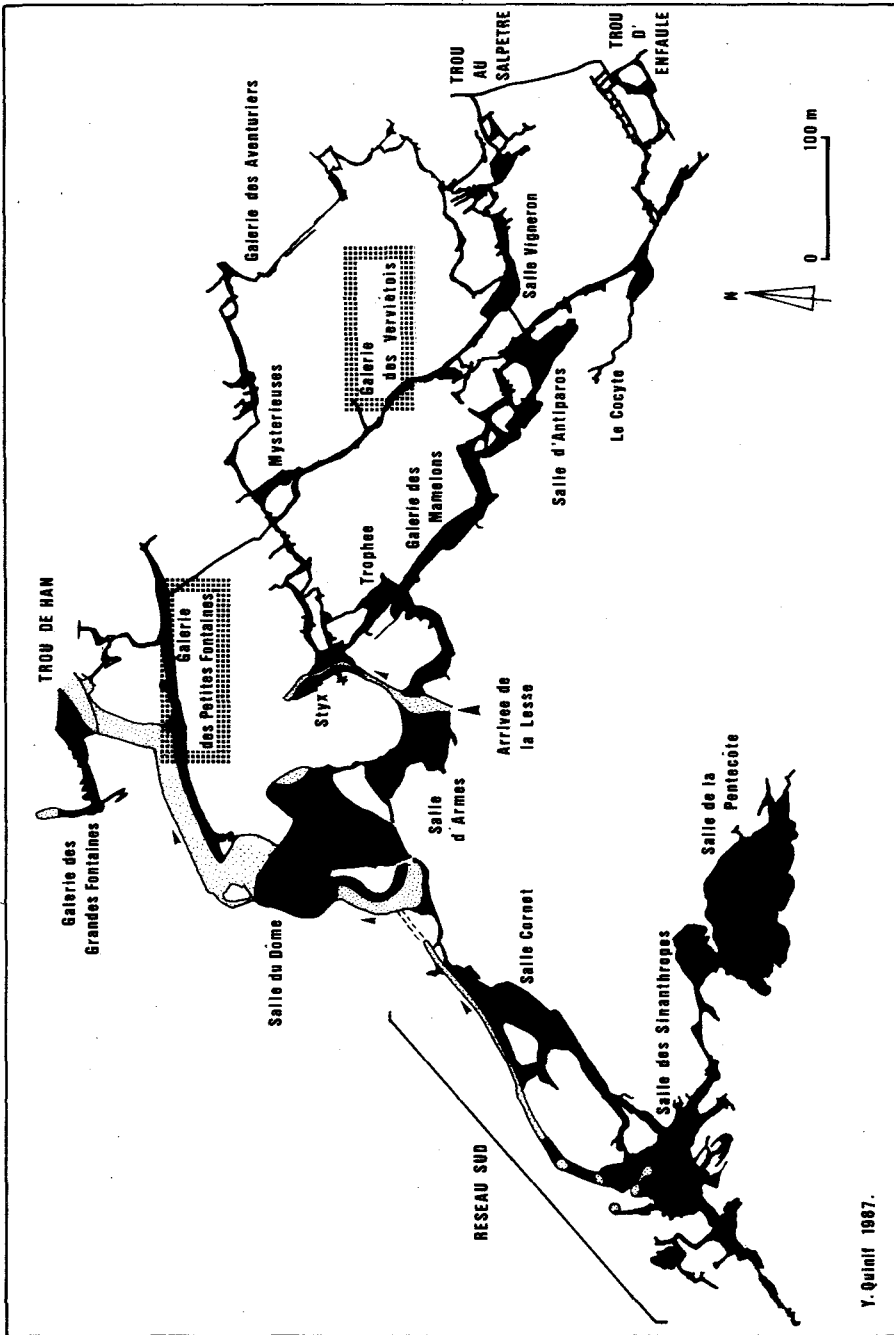 TROU DE HAN
Galerie des
Grandes Fontaines
Galerie
des Petites Fontaines
Galerie des Aventuriers
Salle du Dôme
Mysterieuses
Styx
Trophee
Galerie
des Verviétois
Galerie des
Mamelons
Salle
d'Armes
TROU
AU
SALPETRE
RESEAU SUD
Arrivee de
la Lesse
Salle Cornet
Salle Vigneron
Salle d'Antiparos
TROU
D'
ENFAULE
Le Cocyte
Salle des Sinanthropes
Salle de la
Pentecôte
N
0 100 m
Y. Quinif 1987.